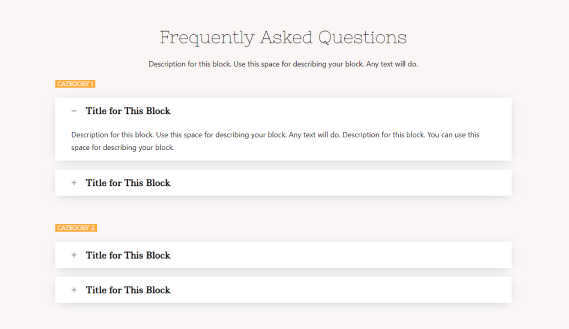 Frequently Asked Questions
Description for this block. Use this space for describing your block. Any text will do.
CATEGORY 1
− Title for This Block
Description for this block. Use this space for describing your block. Any text will do. Description for this block. You can use this
space for describing your block.
+ Title for This Block
CATEGORY 2
+ Title for This Block
+ Title for This Block